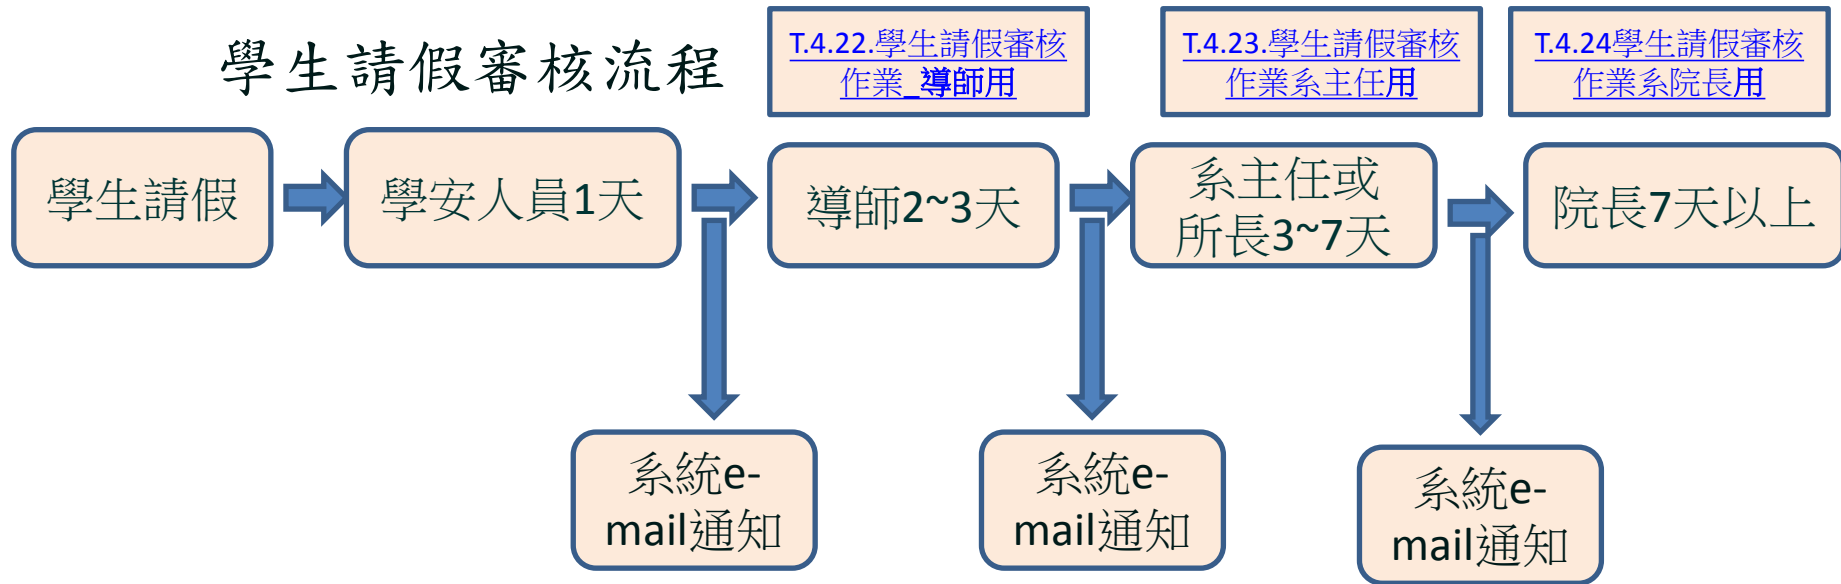 學生請假審核流程
T.4.22.學生請假審核
作業_導師用
T.4.23.學生請假審核
作業系主任用
T.4.24學生請假審核
作業系院長用
學生請假
學安人員1天
導師2~3天
系主任或
所長3~7天
院長7天以上
系統e-
mail通知
系統e-
mail通知
系統e-
mail通知